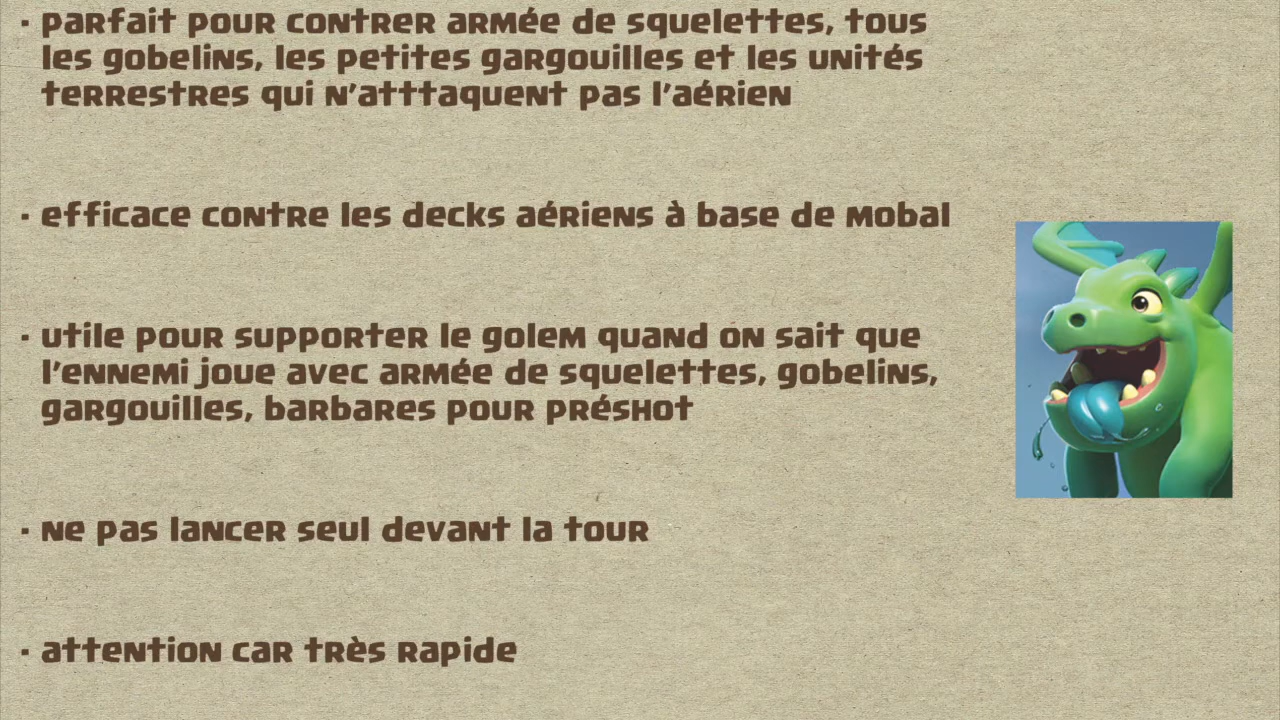 · parfait pour contrer armée de squelettes, tous
les gobelins, les petites gargouilles et les unités
terrestres qui n'atttaquent pas l'aérien
· efficace contre les decks aériens à base de mobal
· utile pour supporter le golem quand on sait que
l'ennemi joue avec armée de squelettes, gobelins,
gargouilles, barbares pour préshot
· ne pas lancer seul devant la tour
· attention car très rapide